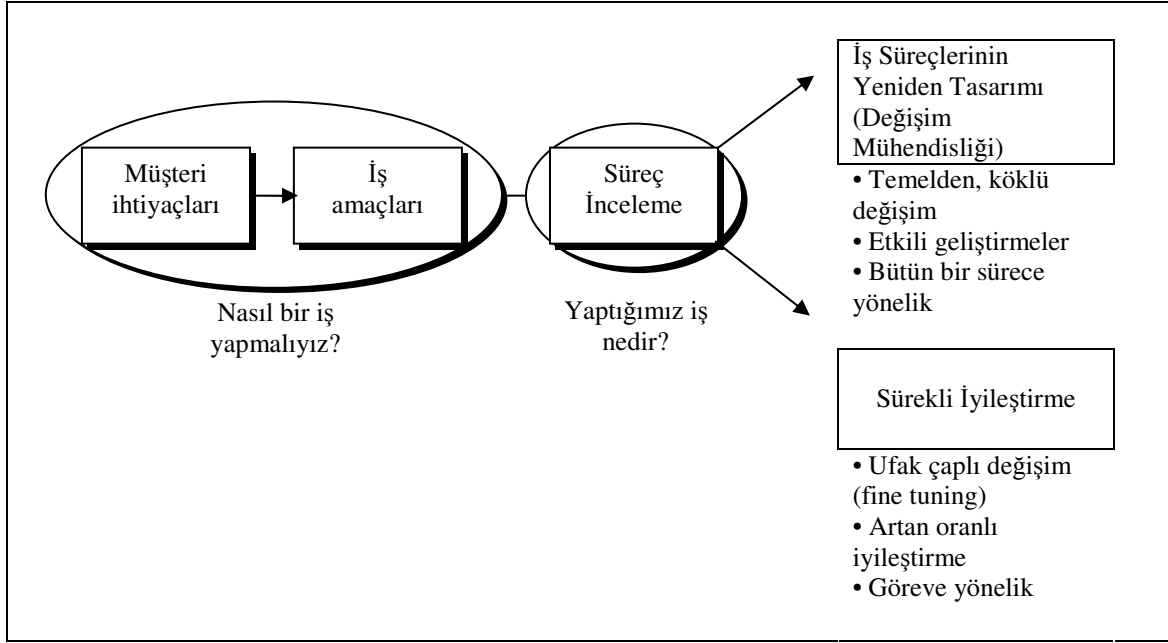 Müşteri
ihtiyaçları
İş
amaçları
Nasıl bir iş
yapmalıyız?
Süreç
İnceleme
Yaptığımız iş
nedir?
İş Süreçlerinin
Yeniden Tasarımı
(Değişim
Mühendisliği)
• Temelden, köklü
değişim
• Etkili geliştirmeler
• Bütün bir sürece
yönelik
Sürekli İyileştirme
• Ufak çaplı değişim
(fine tuning)
• Artan oranlı
iyileştirme
• Göreve yönelik